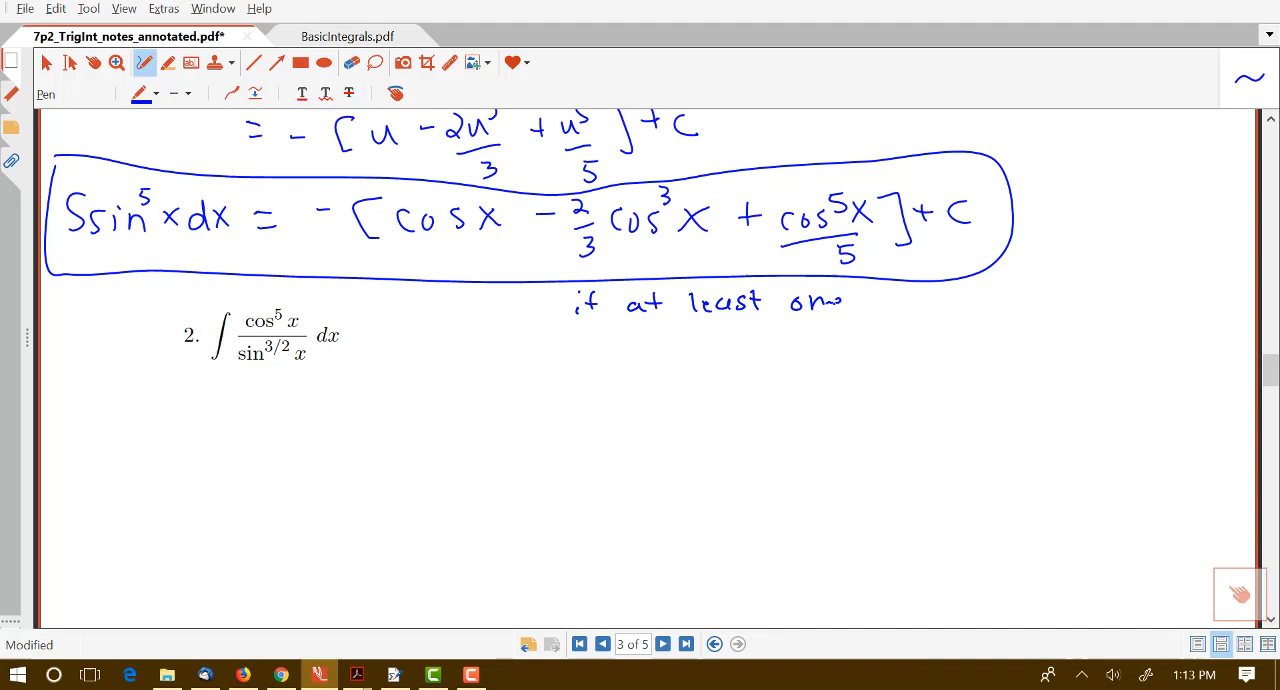 File Edit Tool View Extras Window Help
7p2_TrigInt_notes_annotated.pdf* BasicIntegrals.pdf
Pen
= - [ u - 2u³/3 + u⁵/5 ] + C
∫sin⁵ x dx = - [ cos x - 2/3 cos³ x + cos⁵x/5 ] + C
if at least one
2. ∫ cos⁵ x / sin^{3/2} x dx
Modified 3 of 5
1:13 PM